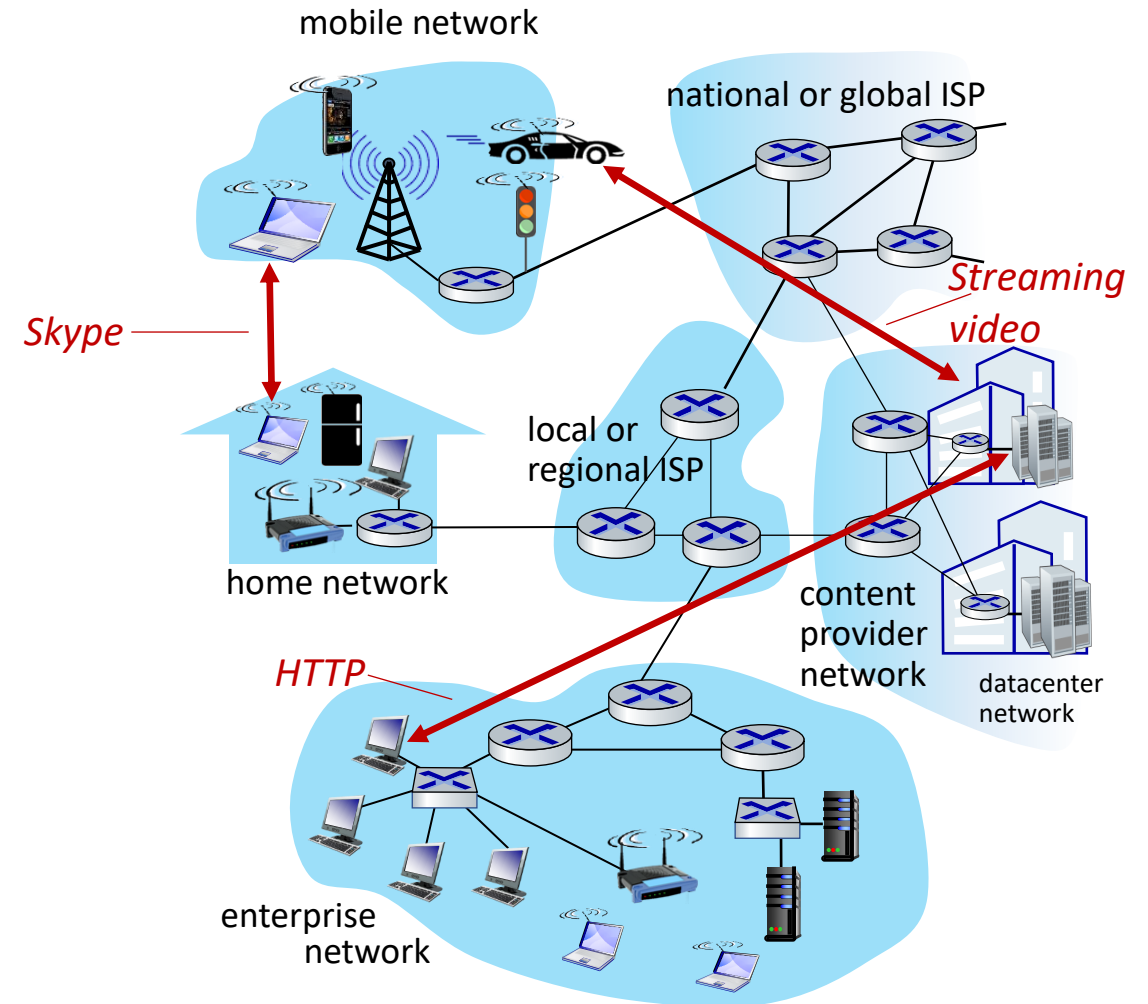 mobile network
national or global ISP
Streaming
video
Skype
local or
regional ISP
home network
content
provider
network
datacenter
network
HTTP
enterprise
network